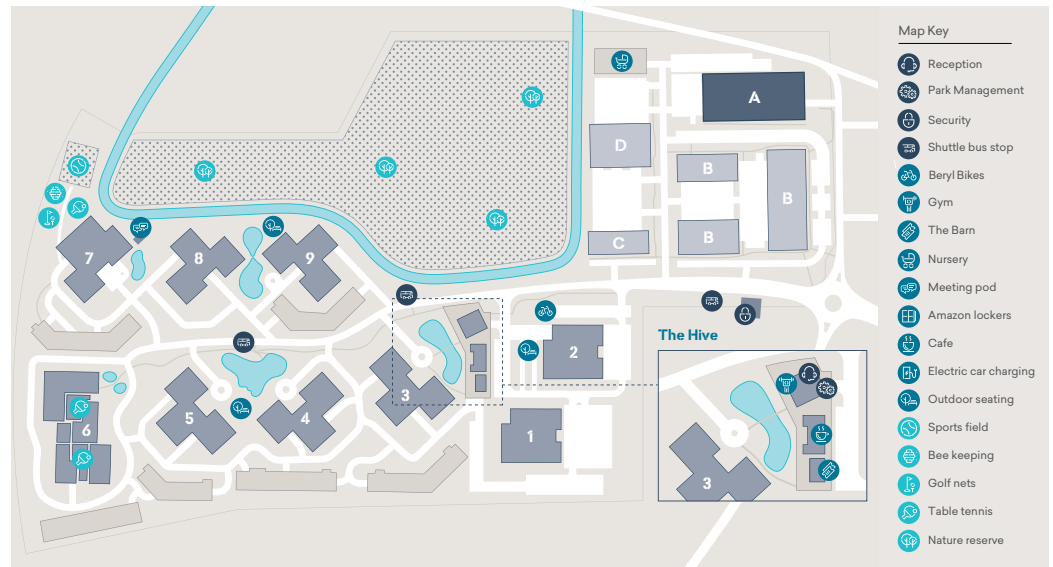 A
D
B
B
B
C
7
8
9
The Hive
2
3
5
4
6
1
3
Map Key
Reception
Park Management
Security
Shuttle bus stop
Beryl Bikes
Gym
The Barn
Nursery
Meeting pod
Amazon lockers
Cafe
Electric car charging
Outdoor seating
Sports field
Bee keeping
Golf nets
Table tennis
Nature reserve